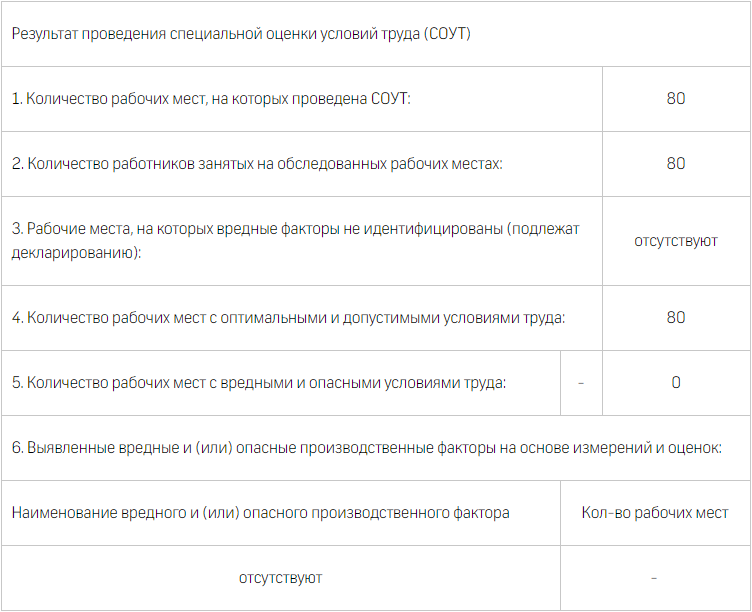 Результат проведения специальной оценки условий труда (СОУТ)
1. Количество рабочих мест, на которых проведена СОУТ:
80
2. Количество работников занятых на обследованных рабочих местах:
80
3. Рабочие места, на которых вредные факторы не идентифицированы (подлежат
декларированию):
отсутствуют
4. Количество рабочих мест с оптимальными и допустимыми условиями труда:
80
5. Количество рабочих мест с вредными и опасными условиями труда:
-
0
6. Выявленные вредные и (или) опасные производственные факторы на основе измерений и оценок:
Наименование вредного и (или) опасного производственного фактора
Кол-во рабочих мест
отсутствуют
-